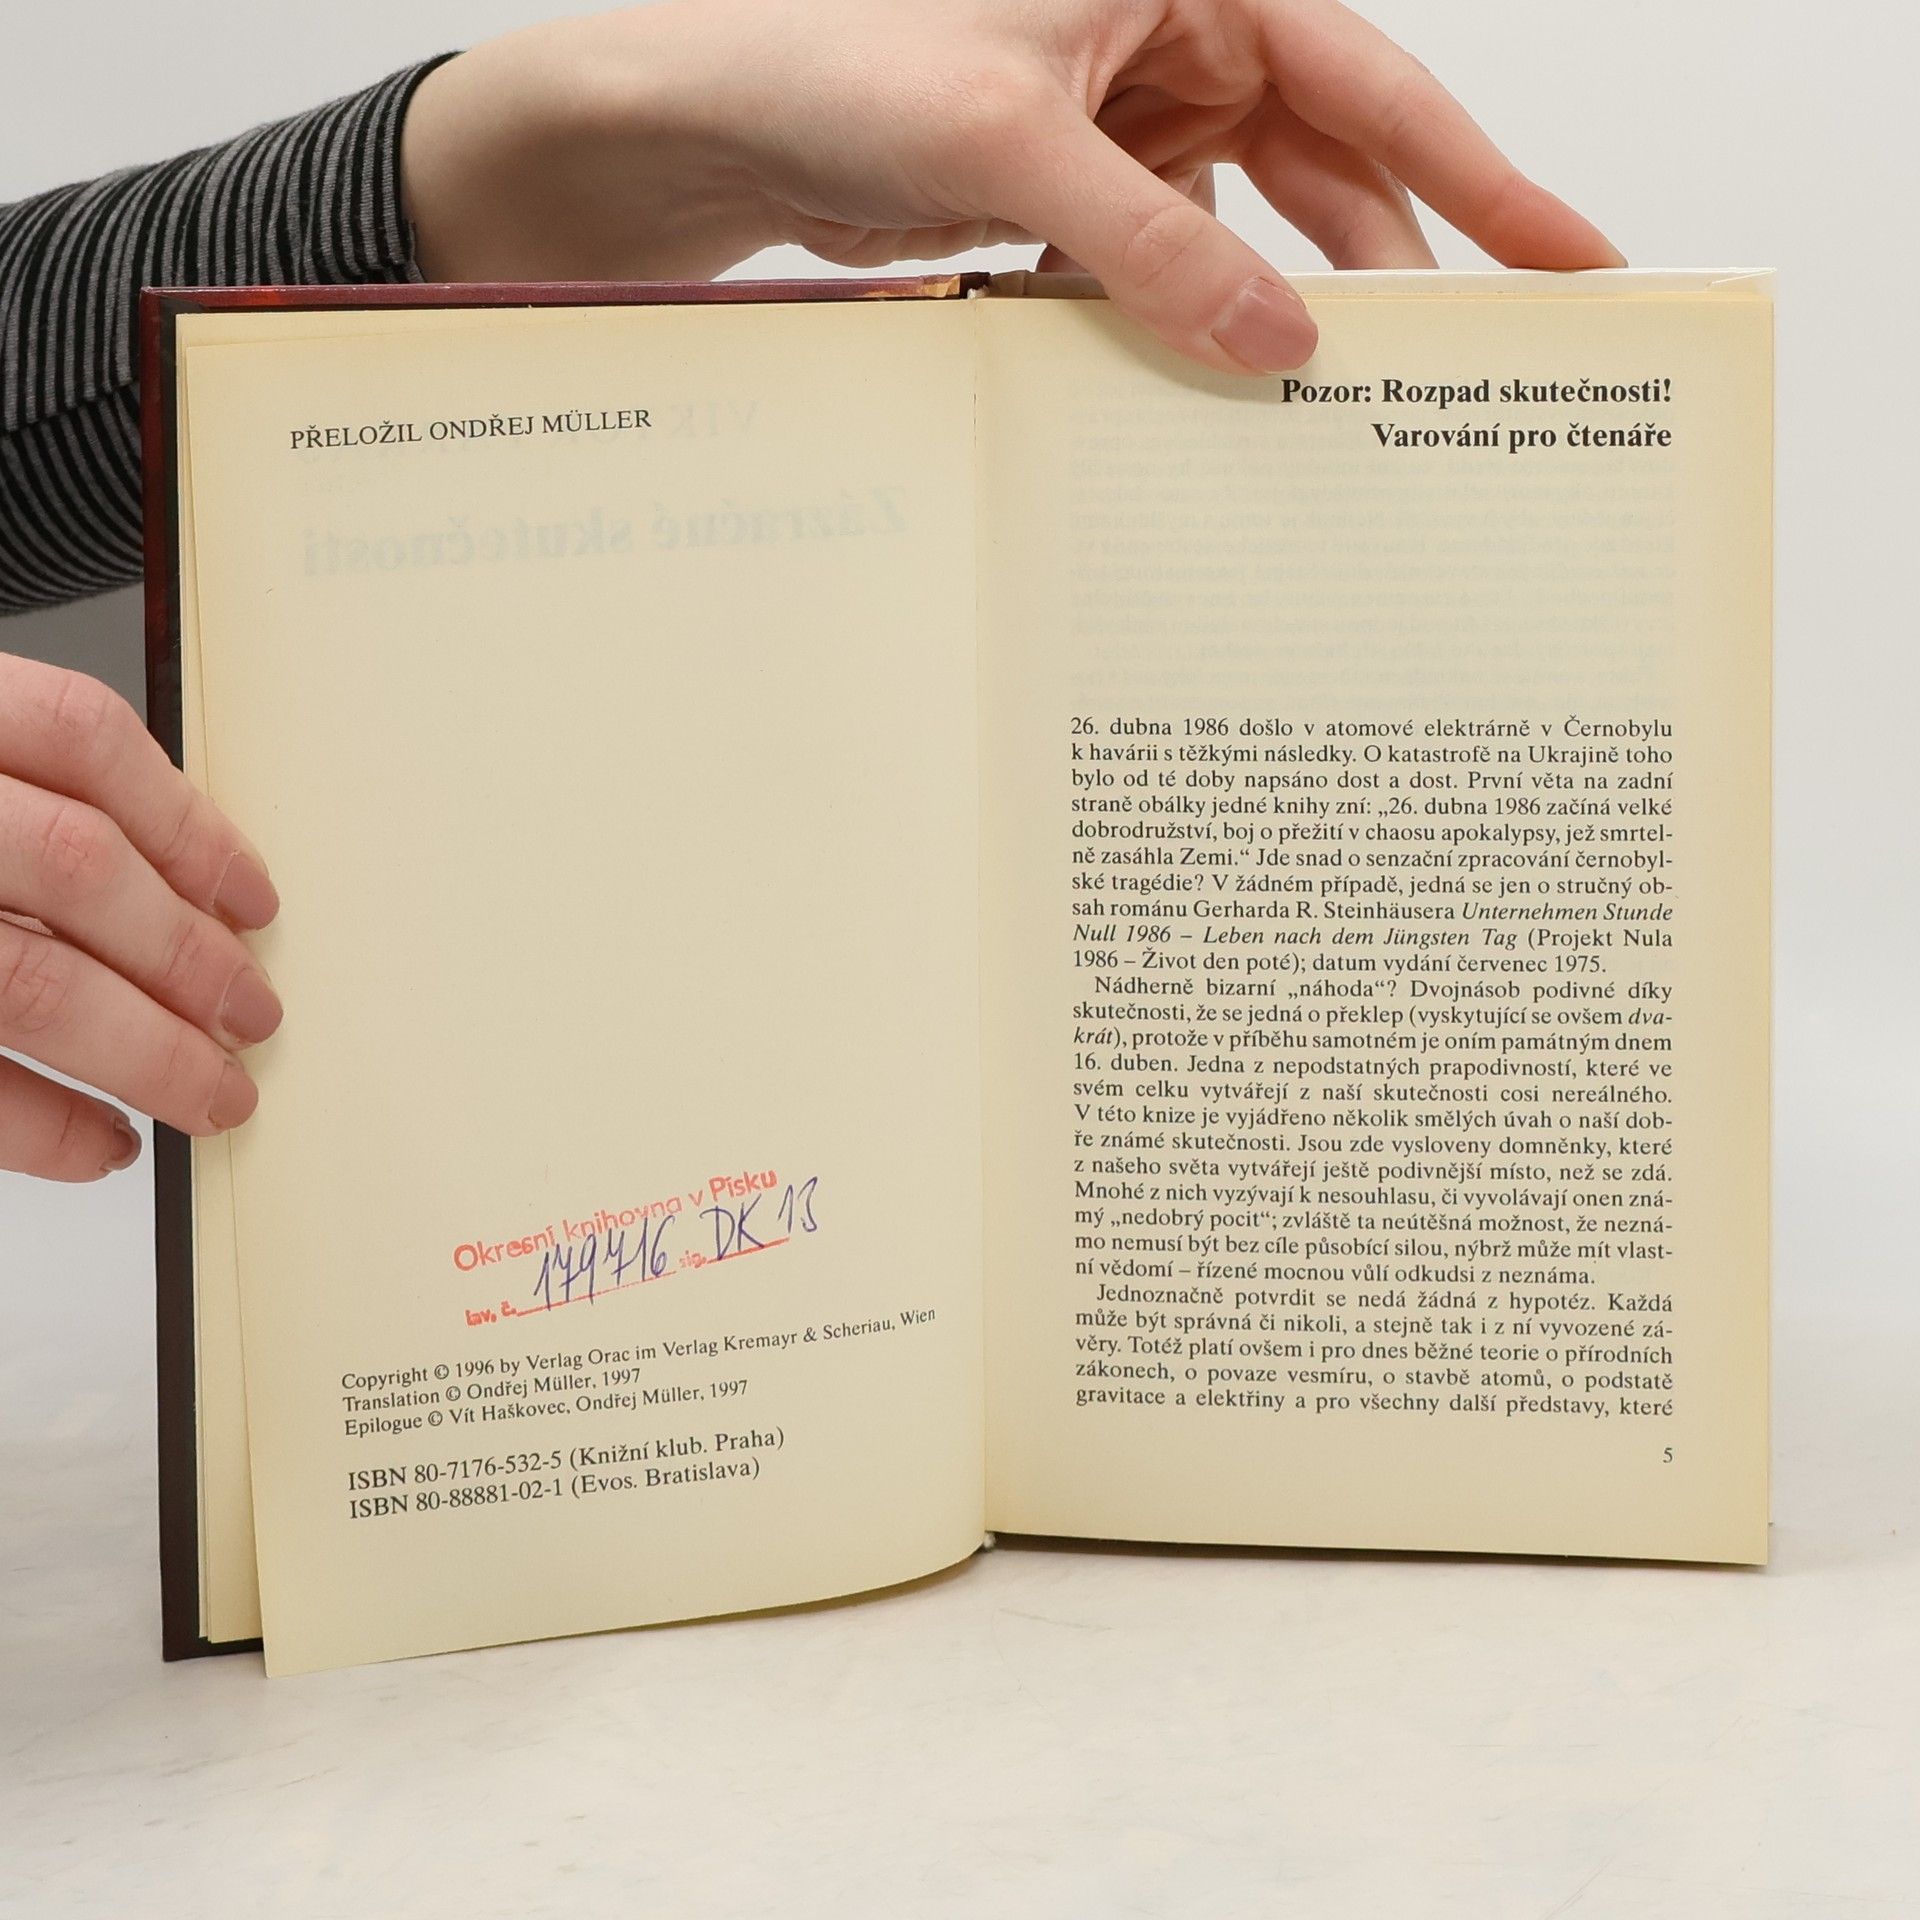 PŘELOŽIL ONDŘEJ MÜLLER
Zázračné skutečnosti
Okresní knihovna v Písku
Inv. č. 179716 sig. DK 13
Copyright © 1996 by Verlag Orac im Verlag Kremayr & Scheriau, Wien
Translation © Ondřej Müller, 1997
Epilogue © Vít Haškovec, Ondřej Müller, 1997
ISBN 80-7176-532-5 (Knižní klub. Praha)
ISBN 80-88881-02-1 (Evos. Bratislava)
Pozor: Rozpad skutečnosti!
Varování pro čtenáře
26. dubna 1986 došlo v atomové elektrárně v Černobylu
k havárii s těžkými následky. O katastrofě na Ukrajině toho
bylo od té doby napsáno dost a dost. První věta na zadní
straně obálky jedné knihy zní: „26. dubna 1986 začíná velké
dobrodružství, boj o přežití v chaosu apokalypsy, jež smrtel-
ně zasáhla Zemi.“ Jde snad o senzační zpracování černobyl-
ské tragédie? V žádném případě, jedná se jen o stručný ob-
sah románu Gerharda R. Steinhäusera Unternehmen Stunde
Null 1986 – Leben nach dem Jüngsten Tag (Projekt Nula
1986 – Život den poté); datum vydání červenec 1975.
Nádherně bizarní „náhoda“? Dvojnásob podivné díky
skutečnosti, že se jedná o překlep (vyskytující se ovšem dva-
krát), protože v příběhu samotném je oním památným dnem
16. duben. Jedna z nepodstatných prapodivností, které ve
svém celku vytvářejí z naší skutečnosti cosi nereálného.
V této knize je vyjádřeno několik smělých úvah o naší dob-
ře známé skutečnosti. Jsou zde vysloveny domněnky, které
z našeho světa vytvářejí ještě podivnější místo, než se zdá.
Mnohé z nich vyzývají k nesouhlasu, či vyvolávají onen zná-
mý „nedobrý pocit“; zvláště ta neútěšná možnost, že nezná-
mo nemusí být bez cíle působící silou, nýbrž může mít vlast-
ní vědomí – řízené mocnou vůlí odkudsi z neznáma.
Jednoznačně potvrdit se nedá žádná z hypotéz. Každá
může být správná či nikoli, a stejně tak i z ní vyvozené zá-
věry. Totéž platí ovšem i pro dnes běžné teorie o přírodních
zákonech, o povaze vesmíru, o stavbě atomů, o podstatě
gravitace a elektřiny a pro všechny další představy, které
5